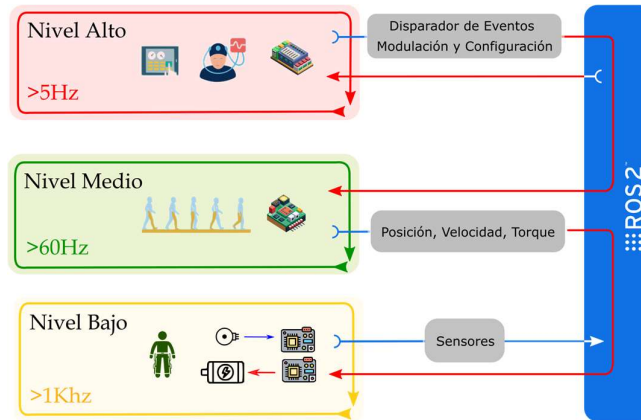 Nivel Alto
>5Hz
Disparador de Eventos
Modulación y Configuración
Nivel Medio
>60Hz
Posición, Velocidad, Torque
Nivel Bajo
>1Khz
Sensores
ROS2